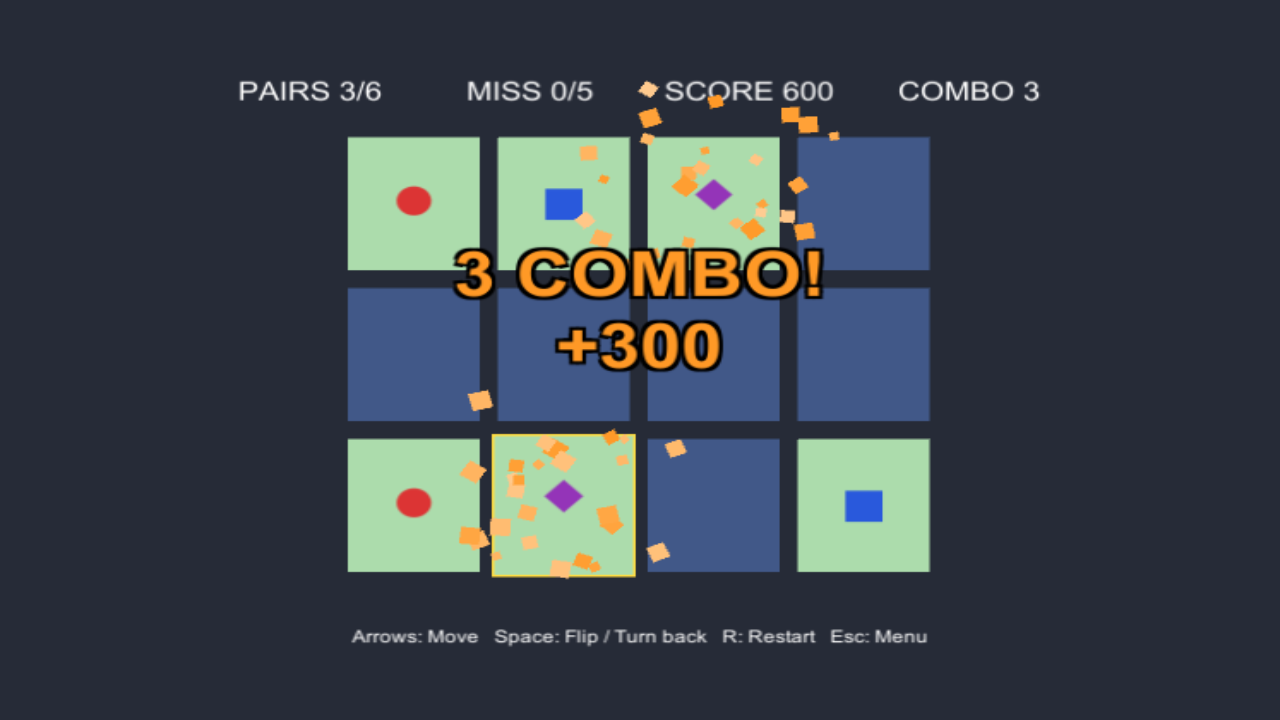 PAIRS 3/6 MISS 0/5 SCORE 600 COMBO 3
3 COMBO!
+300
Arrows: Move Space: Flip / Turn back R: Restart Esc: Menu